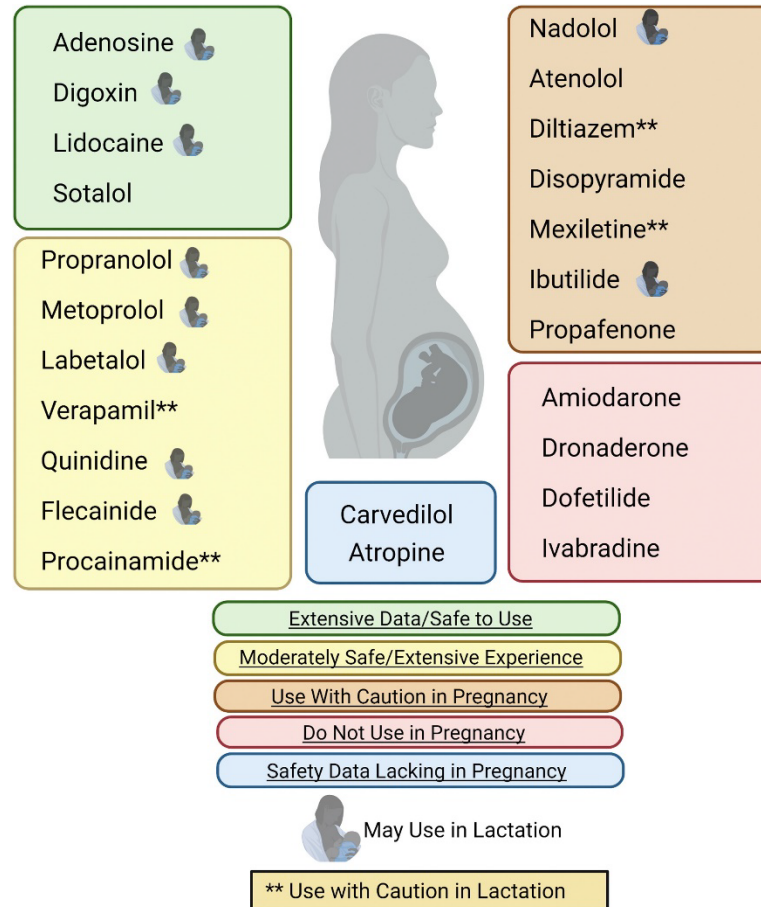 Adenosine
Digoxin
Lidocaine
Sotalol
Propranolol
Metoprolol
Labetalol
Verapamil**
Quinidine
Flecainide
Procainamide**
Nadolol
Atenolol
Diltiazem**
Disopyramide
Mexiletine**
Ibutilide
Propafenone
Amiodarone
Dronaderone
Dofetilide
Ivabradine
Carvedilol
Atropine
Extensive Data/Safe to Use
Moderately Safe/Extensive Experience
Use With Caution in Pregnancy
Do Not Use in Pregnancy
Safety Data Lacking in Pregnancy
May Use in Lactation
** Use with Caution in Lactation